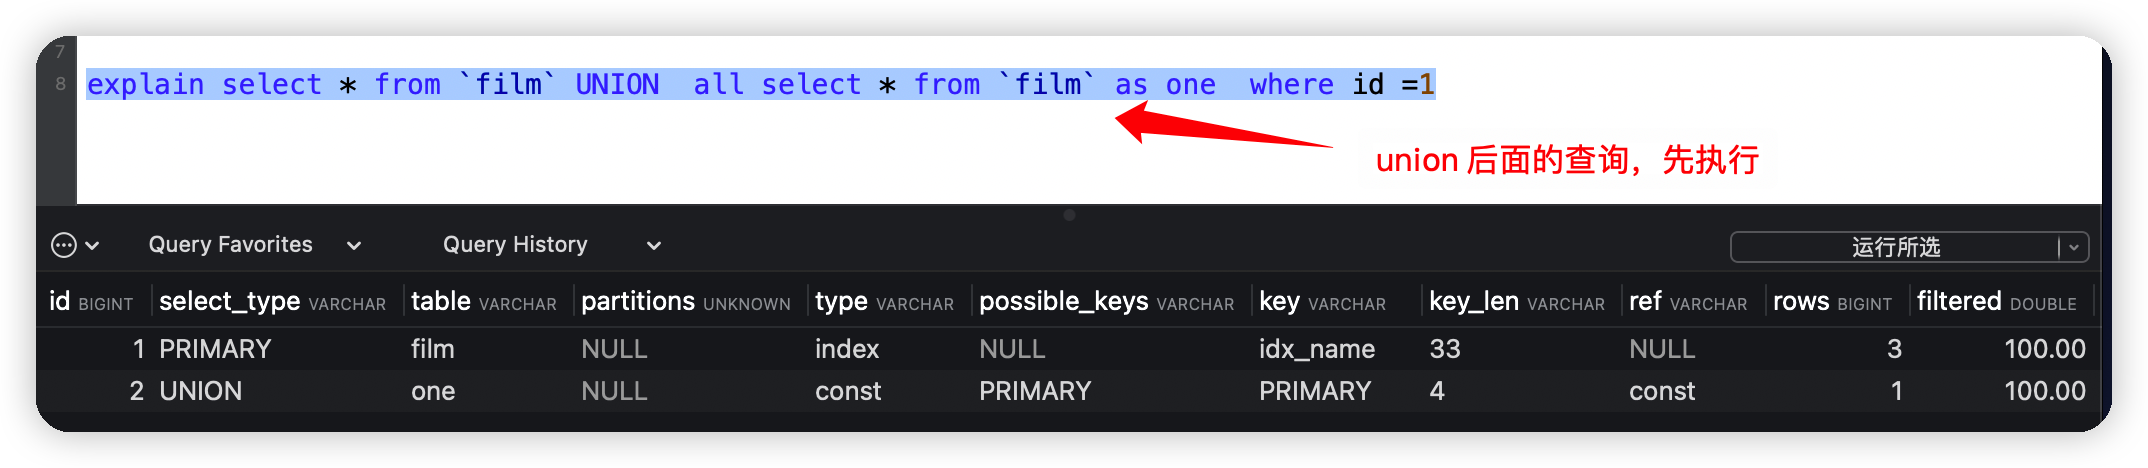 7
8 explain select * from `film` UNION  all select * from `film` as one  where id =1
union 后面的查询，先执行
Query Favorites Query History 运行所选
id BIGINT select_type VARCHAR table VARCHAR partitions UNKNOWN type VARCHAR possible_keys VARCHAR key VARCHAR key_len VARCHAR ref VARCHAR rows BIGINT filtered DOUBLE
1 PRIMARY film NULL index NULL idx_name 33 NULL 3 100.00
2 UNION one NULL const PRIMARY PRIMARY 4 const 1 100.00